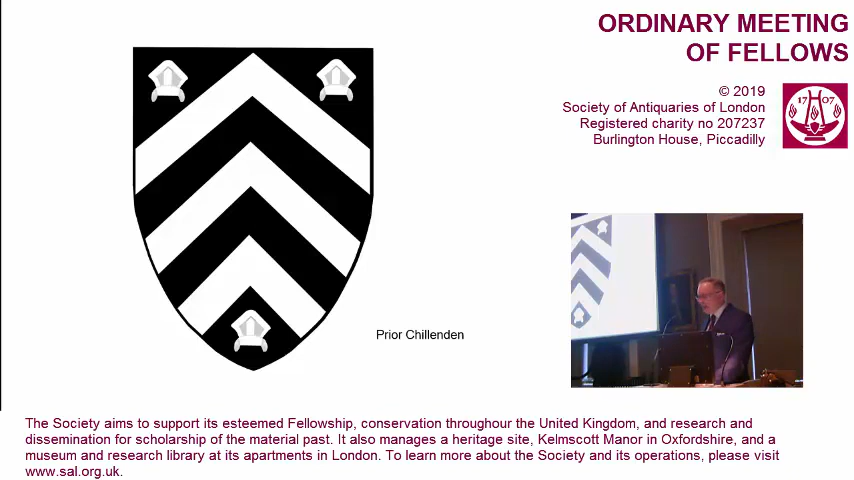 ORDINARY MEETING
OF FELLOWS
© 2019
Society of Antiquaries of London
Registered charity no 207237
Burlington House, Piccadilly
17 07
Prior Chillenden
The Society aims to support its esteemed Fellowship, conservation throughour the United Kingdom, and research and
dissemination for scholarship of the material past. It also manages a heritage site, Kelmscott Manor in Oxfordshire, and a
museum and research library at its apartments in London. To learn more about the Society and its operations, please visit
www.sal.org.uk.